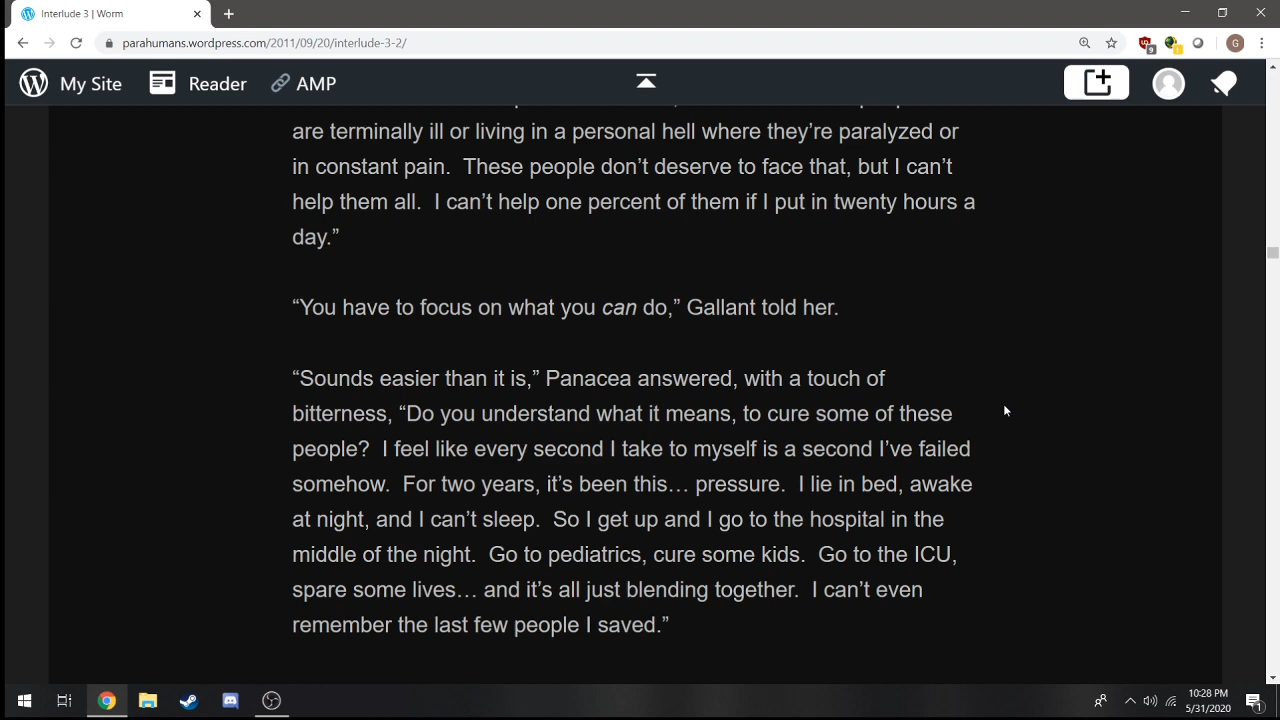 Interlude 3 | Worm
parahumans.wordpress.com/2011/09/20/interlude-3-2/
9
1
G
My Site
Reader
AMP
are terminally ill or living in a personal hell where they’re paralyzed or
in constant pain.  These people don’t deserve to face that, but I can’t
help them all.  I can’t help one percent of them if I put in twenty hours a
day.”
“You have to focus on what you can do,” Gallant told her.
“Sounds easier than it is,” Panacea answered, with a touch of
bitterness, “Do you understand what it means, to cure some of these
people?  I feel like every second I take to myself is a second I’ve failed
somehow.  For two years, it’s been this… pressure.  I lie in bed, awake
at night, and I can’t sleep.  So I get up and I go to the hospital in the
middle of the night.  Go to pediatrics, cure some kids.  Go to the ICU,
spare some lives… and it’s all just blending together.  I can’t even
remember the last few people I saved.”
10:28 PM
5/31/2020
1